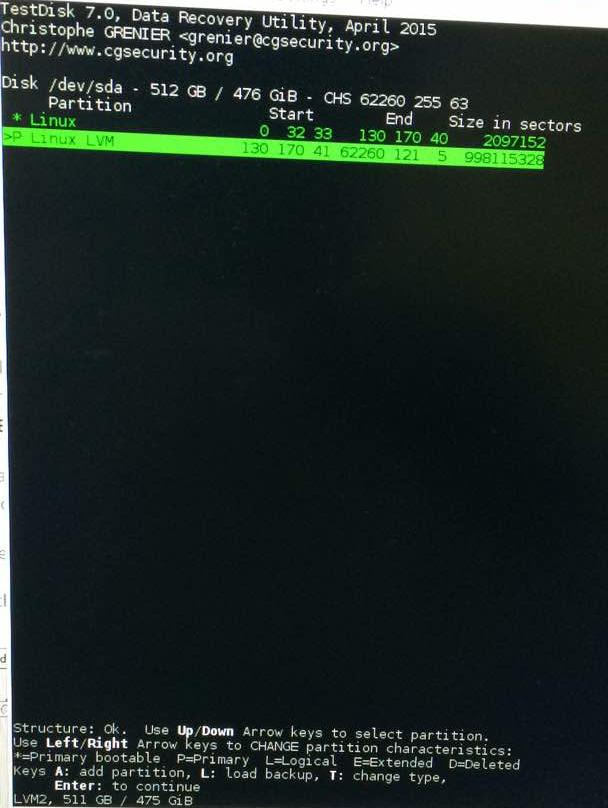 TestDisk 7.0, Data Recovery Utility, April 2015
Christophe GRENIER <grenier@cgsecurity.org>
http://www.cgsecurity.org
Disk /dev/sda - 512 GB / 476 GiB - CHS 62260 255 63
Partition Start End Size in sectors
* Linux 0 32 33 130 170 40 2097152
>P Linux LVM 130 170 41 62260 121 5 998115328
Structure: Ok. Use Up/Down Arrow keys to select partition.
Use Left/Right Arrow keys to CHANGE partition characteristics:
*=Primary bootable P=Primary L=Logical E=Extended D=Deleted
Keys A: add partition, L: load backup, T: change type,
Enter: to continue
LVM2, 511 GB / 475 GiB